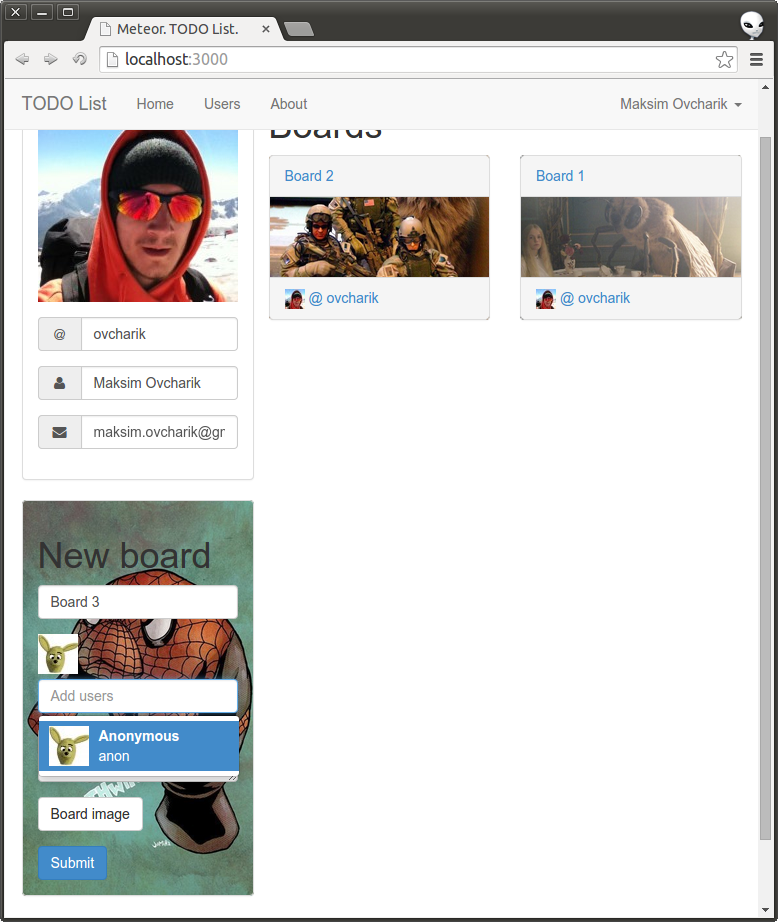 Meteor. TODO List.
localhost:3000
TODO List Home Users About Maksim Ovcharik
Boards
Board 2
@ ovcharik
Board 1
@ ovcharik
@ ovcharik
Maksim Ovcharik
maksim.ovcharik@gr
New board
Board 3
Add users
Anonymous
anon
Board image
Submit